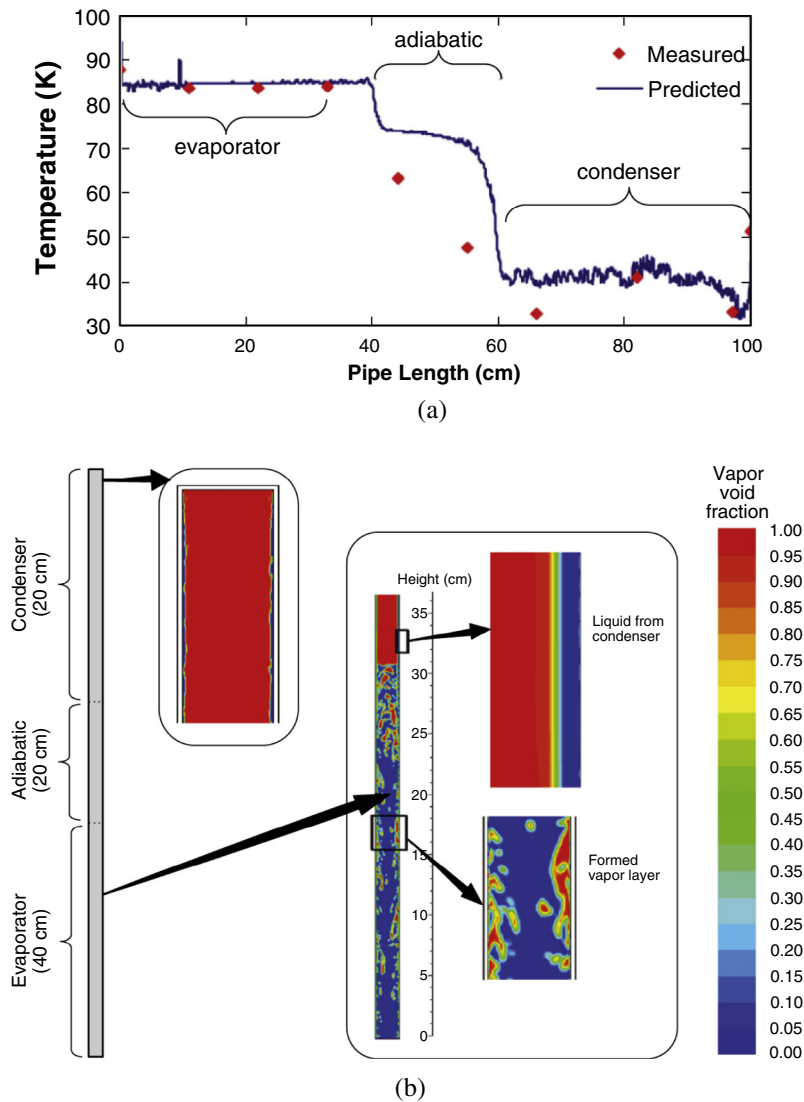 100
90
80
70
60
50
40
30
Temperature (K)
adiabatic
Measured
Predicted
evaporator
condenser
0
20
40
60
80
100
Pipe Length (cm)
(a)
Condenser
(20 cm)
Adiabatic
(20 cm)
Evaporator
(40 cm)
Height (cm)
35
30
25
20
15
10
5
0
Liquid from
condenser
Formed
vapor layer
Vapor
void
fraction
1.00
0.95
0.90
0.85
0.80
0.75
0.70
0.65
0.60
0.55
0.50
0.45
0.40
0.35
0.30
0.25
0.20
0.15
0.10
0.05
0.00
(b)